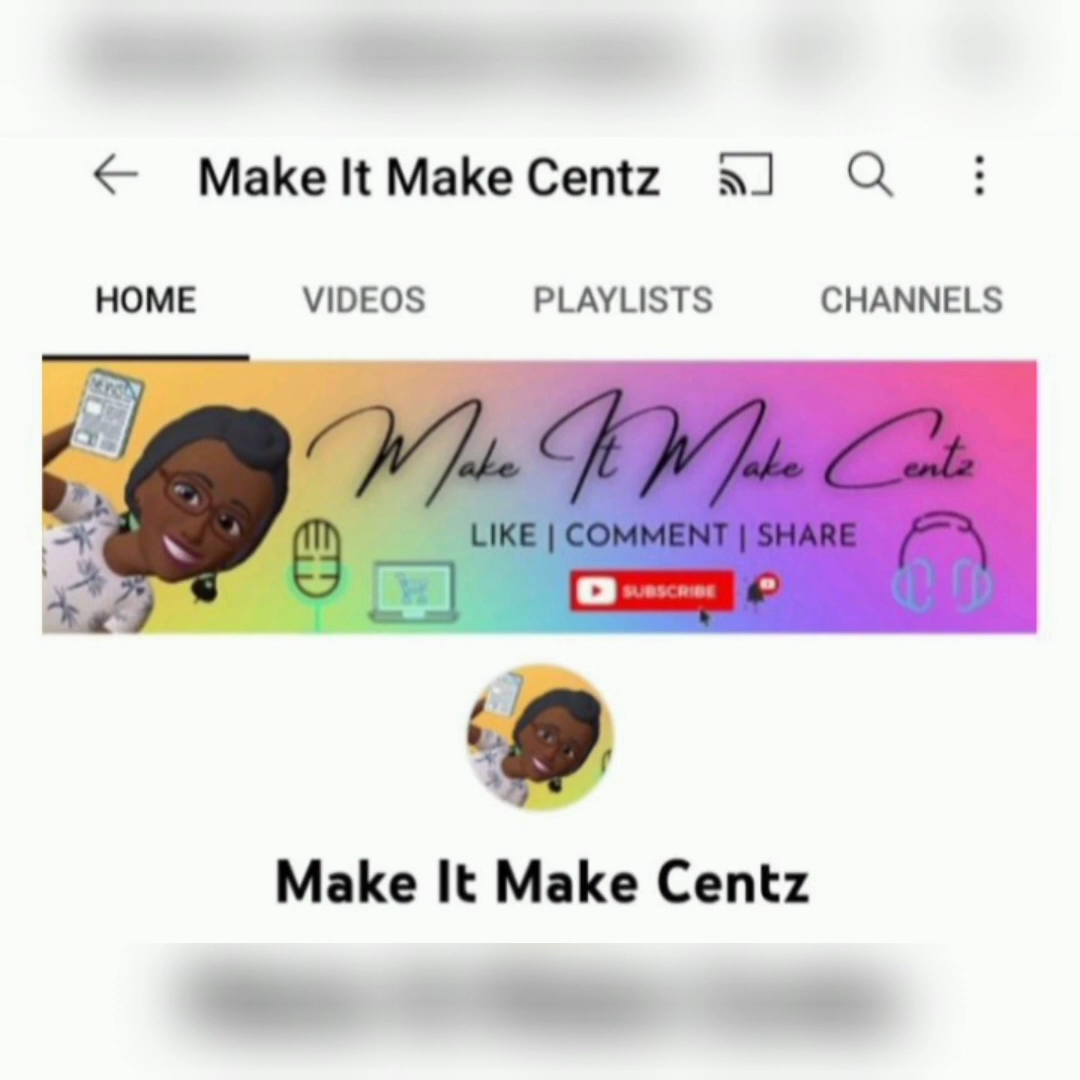 Make It Make Centz
HOME VIDEOS PLAYLISTS CHANNELS
NEWS
Make It Make Centz
LIKE | COMMENT | SHARE
SUBSCRIBE
Make It Make Centz